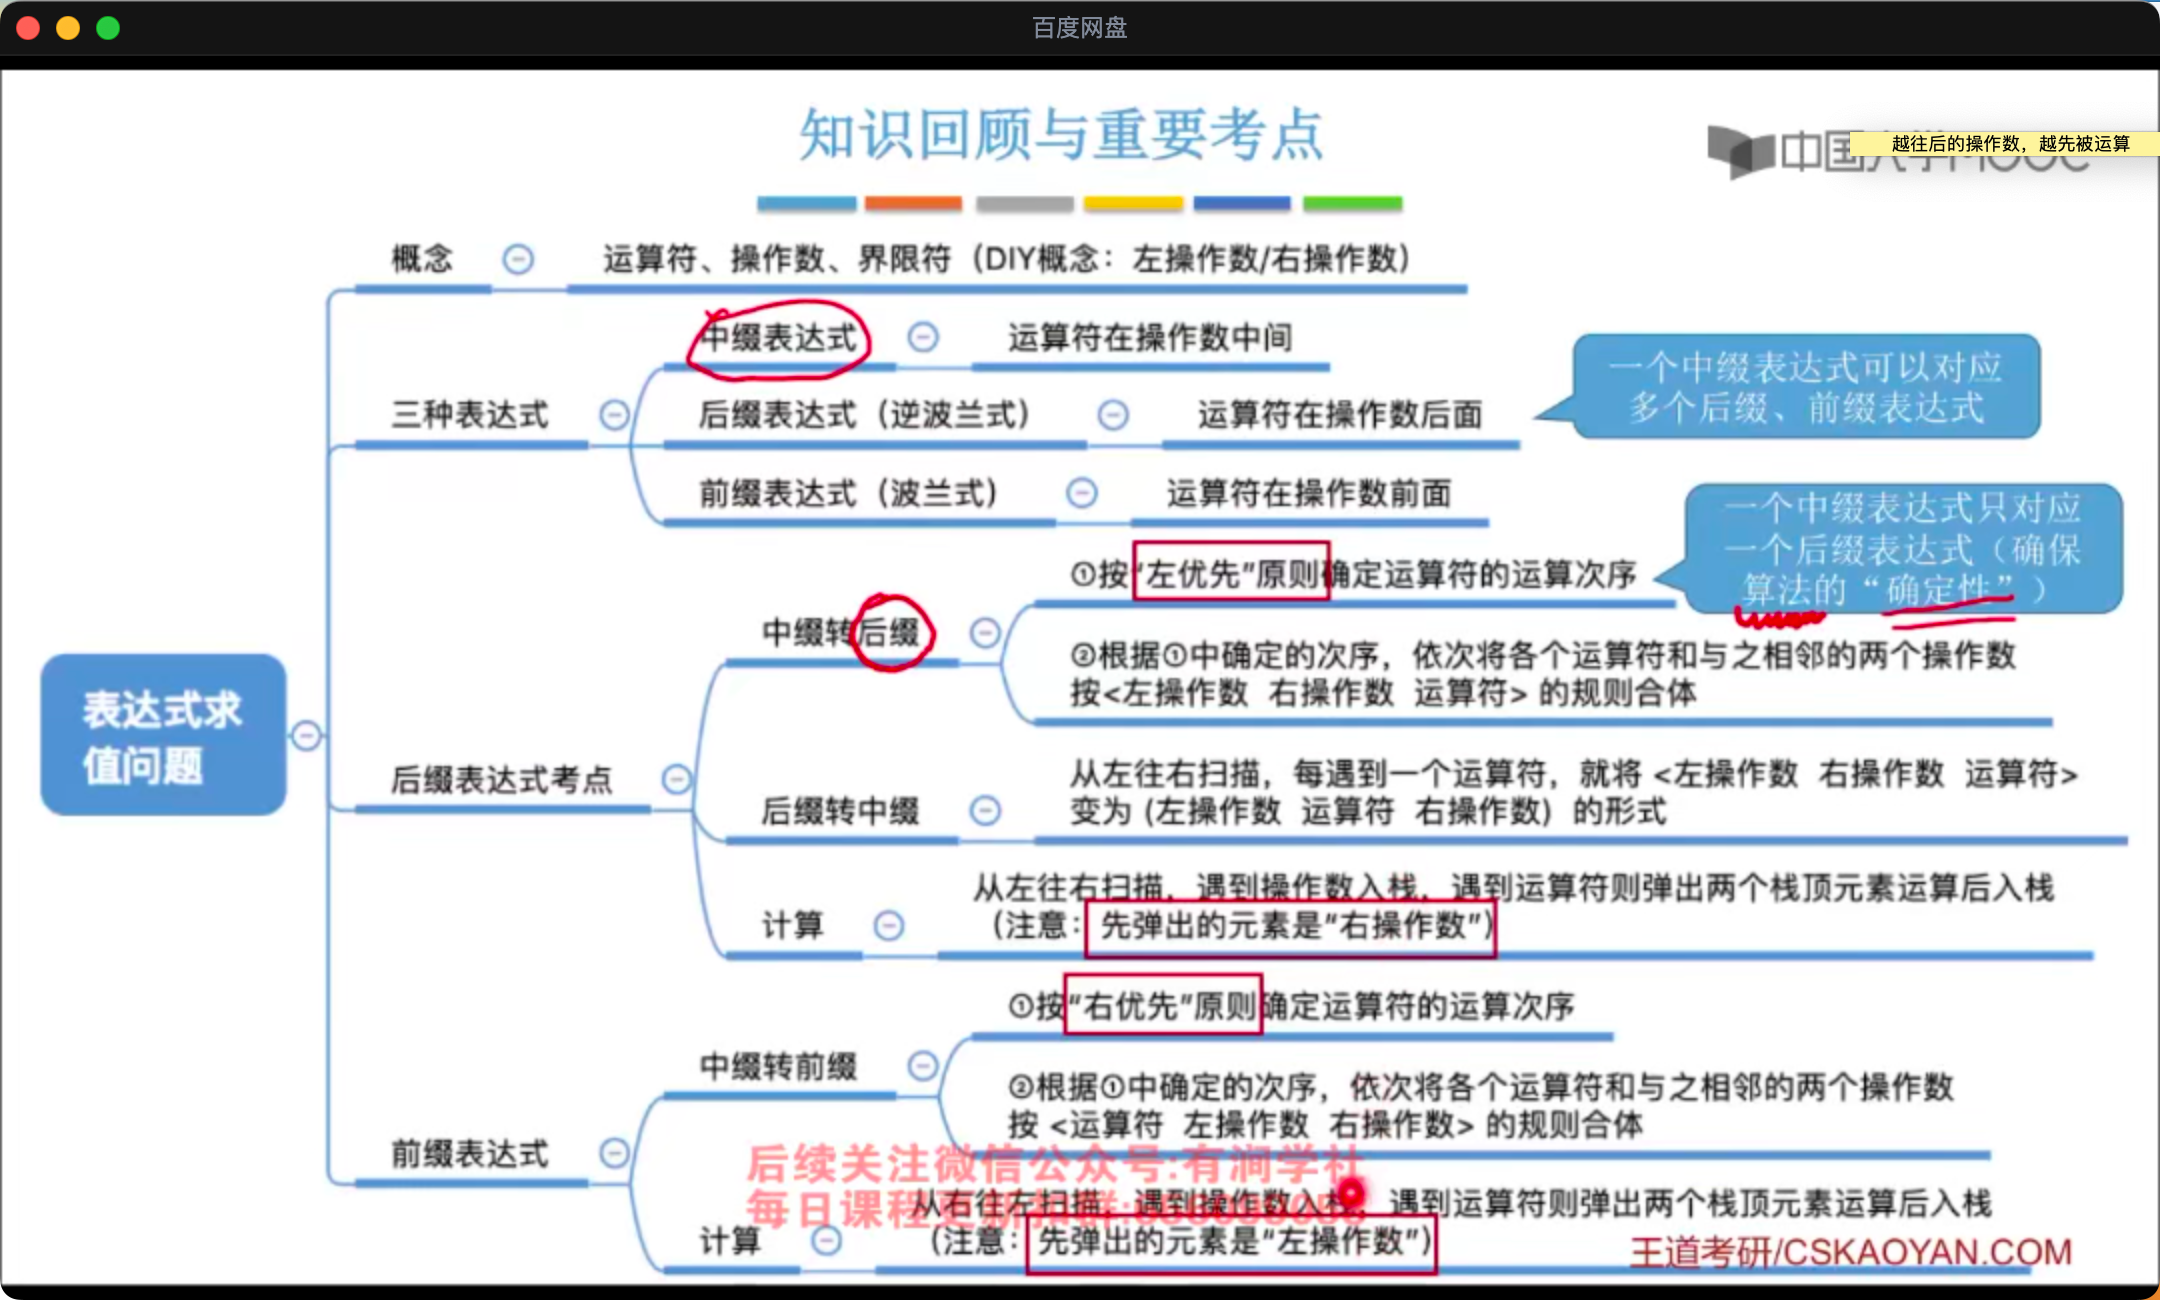 百度网盘
知识回顾与重要考点
越往后的操作数，越先被运算
概念
运算符、操作数、界限符（DIY概念：左操作数/右操作数）
中缀表达式
运算符在操作数中间
一个中缀表达式可以对应
多个后缀、前缀表达式
三种表达式
后缀表达式（逆波兰式）
运算符在操作数后面
前缀表达式（波兰式）
运算符在操作数前面
一个中缀表达式只对应
一个后缀表达式（确保
算法的“确定性”）
①按“左优先”原则确定运算符的运算次序
中缀转后缀
②根据①中确定的次序，依次将各个运算符和与之相邻的两个操作数
按<左操作数 右操作数 运算符> 的规则合体
表达式求
值问题
后缀表达式考点
后缀转中缀
从左往右扫描，每遇到一个运算符，就将 <左操作数 右操作数 运算符>
变为 (左操作数 运算符 右操作数) 的形式
计算
从左往右扫描，遇到操作数入栈，遇到运算符则弹出两个栈顶元素运算后入栈
（注意：先弹出的元素是“右操作数”）
①按“右优先”原则确定运算符的运算次序
中缀转前缀
②根据①中确定的次序，依次将各个运算符和与之相邻的两个操作数
按 <运算符 左操作数 右操作数> 的规则合体
前缀表达式
后续关注微信公众号:有涧学社
每日课程更新
从右往左扫描，遇到操作数入栈，遇到运算符则弹出两个栈顶元素运算后入栈
计算
（注意：先弹出的元素是“左操作数”）
王道考研/CSKAOYAN.COM